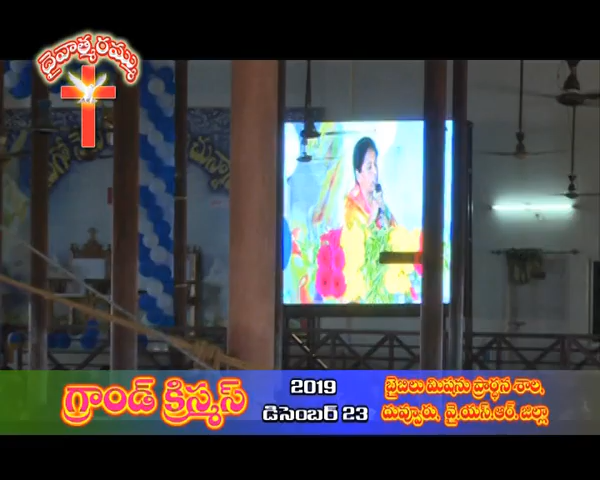 దైవాత్మరమ్ము
గ్రాండ్ క్రిస్మస్
2019
డిసెంబర్ 23
బైబిలు మిషను ప్రార్థన శాల,
దువ్వూరు, వై.యస్.ఆర్. జిల్లా